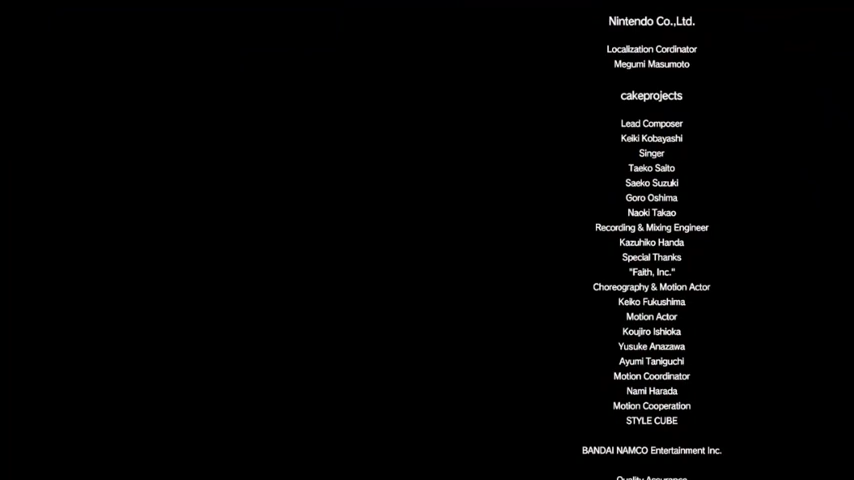 Nintendo Co.,Ltd.
Localization Cordinator
Megumi Masumoto
cakeprojects
Lead Composer
Keiki Kobayashi
Singer
Taeko Saito
Saeko Suzuki
Goro Oshima
Naoki Takao
Recording & Mixing Engineer
Kazuhiko Handa
Special Thanks
"Faith, Inc."
Choreography & Motion Actor
Keiko Fukushima
Motion Actor
Koujiro Ishioka
Yusuke Anazawa
Ayumi Taniguchi
Motion Coordinator
Nami Harada
Motion Cooperation
STYLE CUBE
BANDAI NAMCO Entertainment Inc.
Quality Assurance